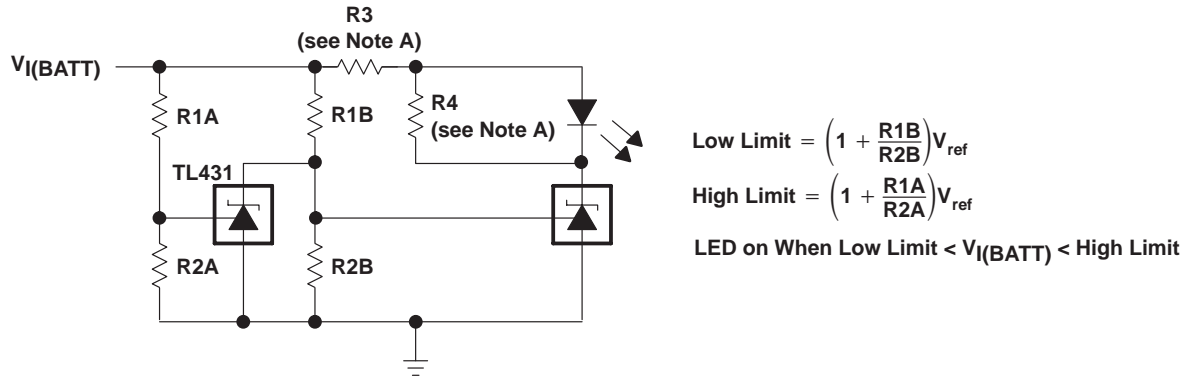 R3
(see Note A)
VI(BATT)
R1A
R1B
R4
(see Note A)
TL431
R2A
R2B
Low Limit = (1 + R1B/R2B)Vref
High Limit = (1 + R1A/R2A)Vref
LED on When Low Limit < VI(BATT) < High Limit